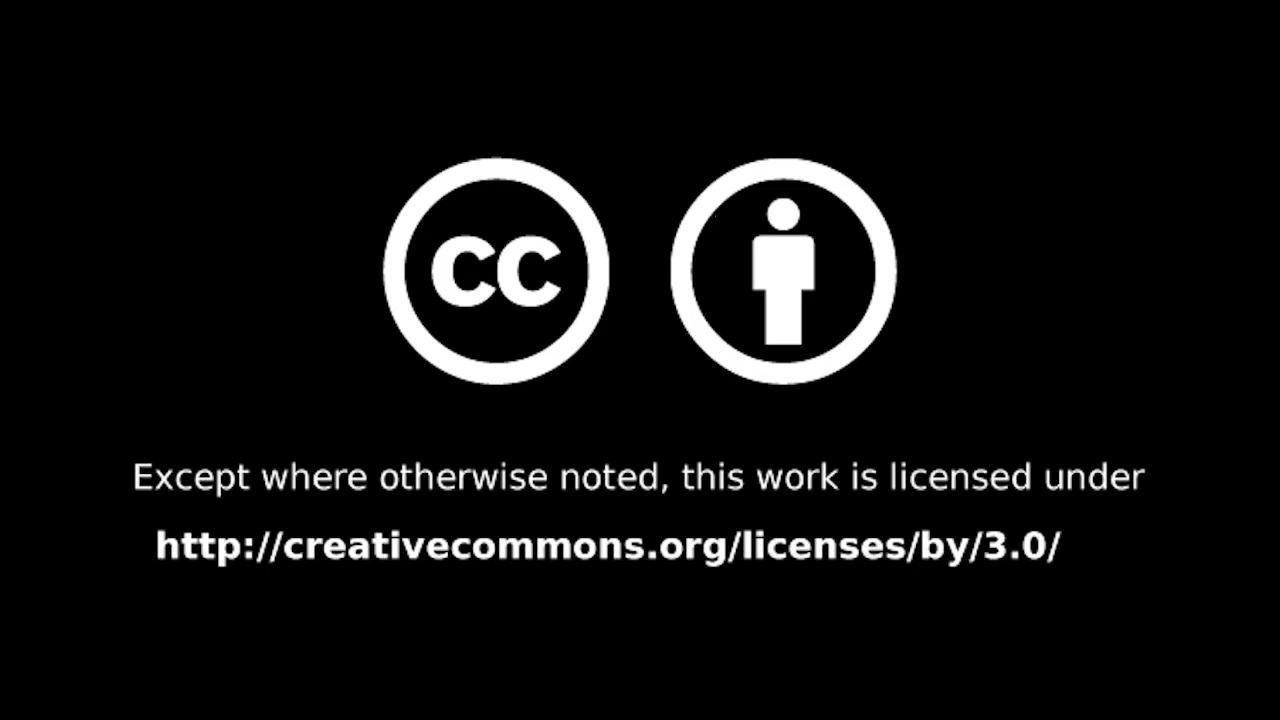 cc
Except where otherwise noted, this work is licensed under
http://creativecommons.org/licenses/by/3.0/